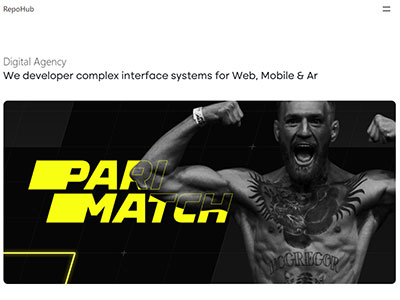 RepoHub
Digital Agency
We developer complex interface systems for Web, Mobile & Ar
PARI
MATCH
MCGREGOR